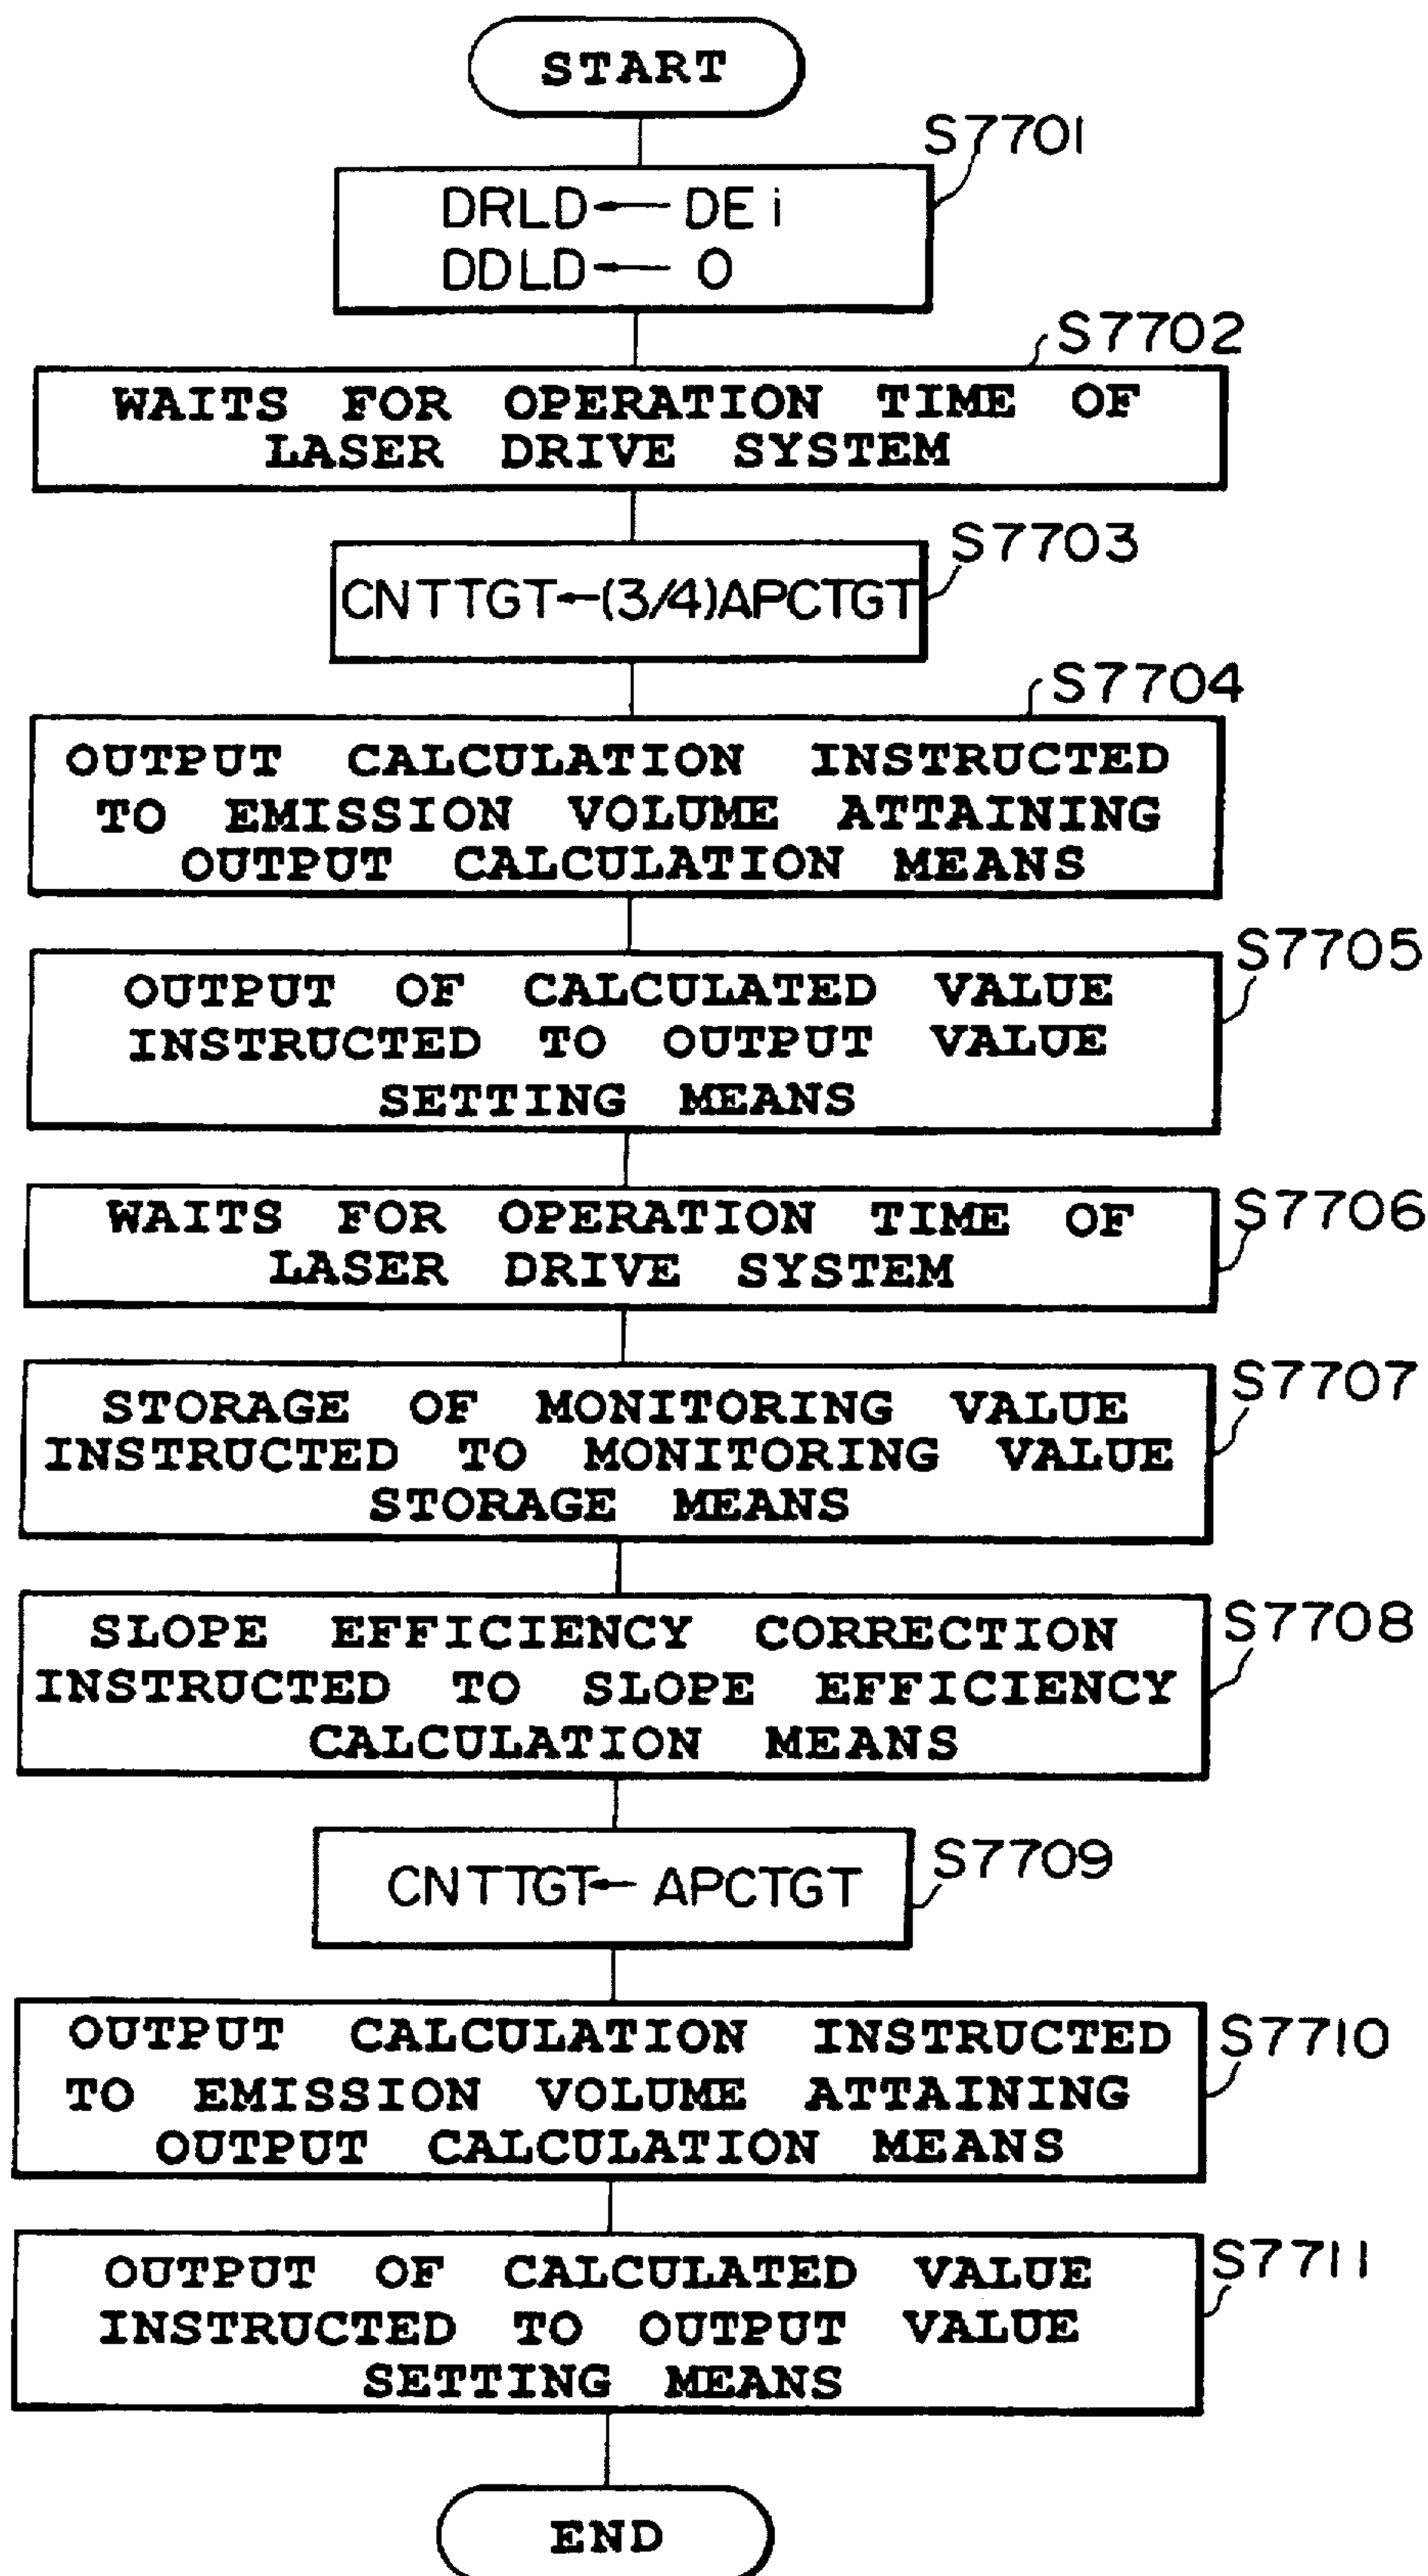 START
S7701
DRLD ← DEi
DDLD ← 0
S7702
WAITS FOR OPERATION TIME OF
LASER DRIVE SYSTEM
S7703
CNTTGT←(3/4)APCTGT
S7704
OUTPUT CALCULATION INSTRUCTED
TO EMISSION VOLUME ATTAINING
OUTPUT CALCULATION MEANS
S7705
OUTPUT OF CALCULATED VALUE
INSTRUCTED TO OUTPUT VALUE
SETTING MEANS
S7706
WAITS FOR OPERATION TIME OF
LASER DRIVE SYSTEM
S7707
STORAGE OF MONITORING VALUE
INSTRUCTED TO MONITORING VALUE
STORAGE MEANS
S7708
SLOPE EFFICIENCY CORRECTION
INSTRUCTED TO SLOPE EFFICIENCY
CALCULATION MEANS
S7709
CNTTGT← APCTGT
S7710
OUTPUT CALCULATION INSTRUCTED
TO EMISSION VOLUME ATTAINING
OUTPUT CALCULATION MEANS
S7711
OUTPUT OF CALCULATED VALUE
INSTRUCTED TO OUTPUT VALUE
SETTING MEANS
END